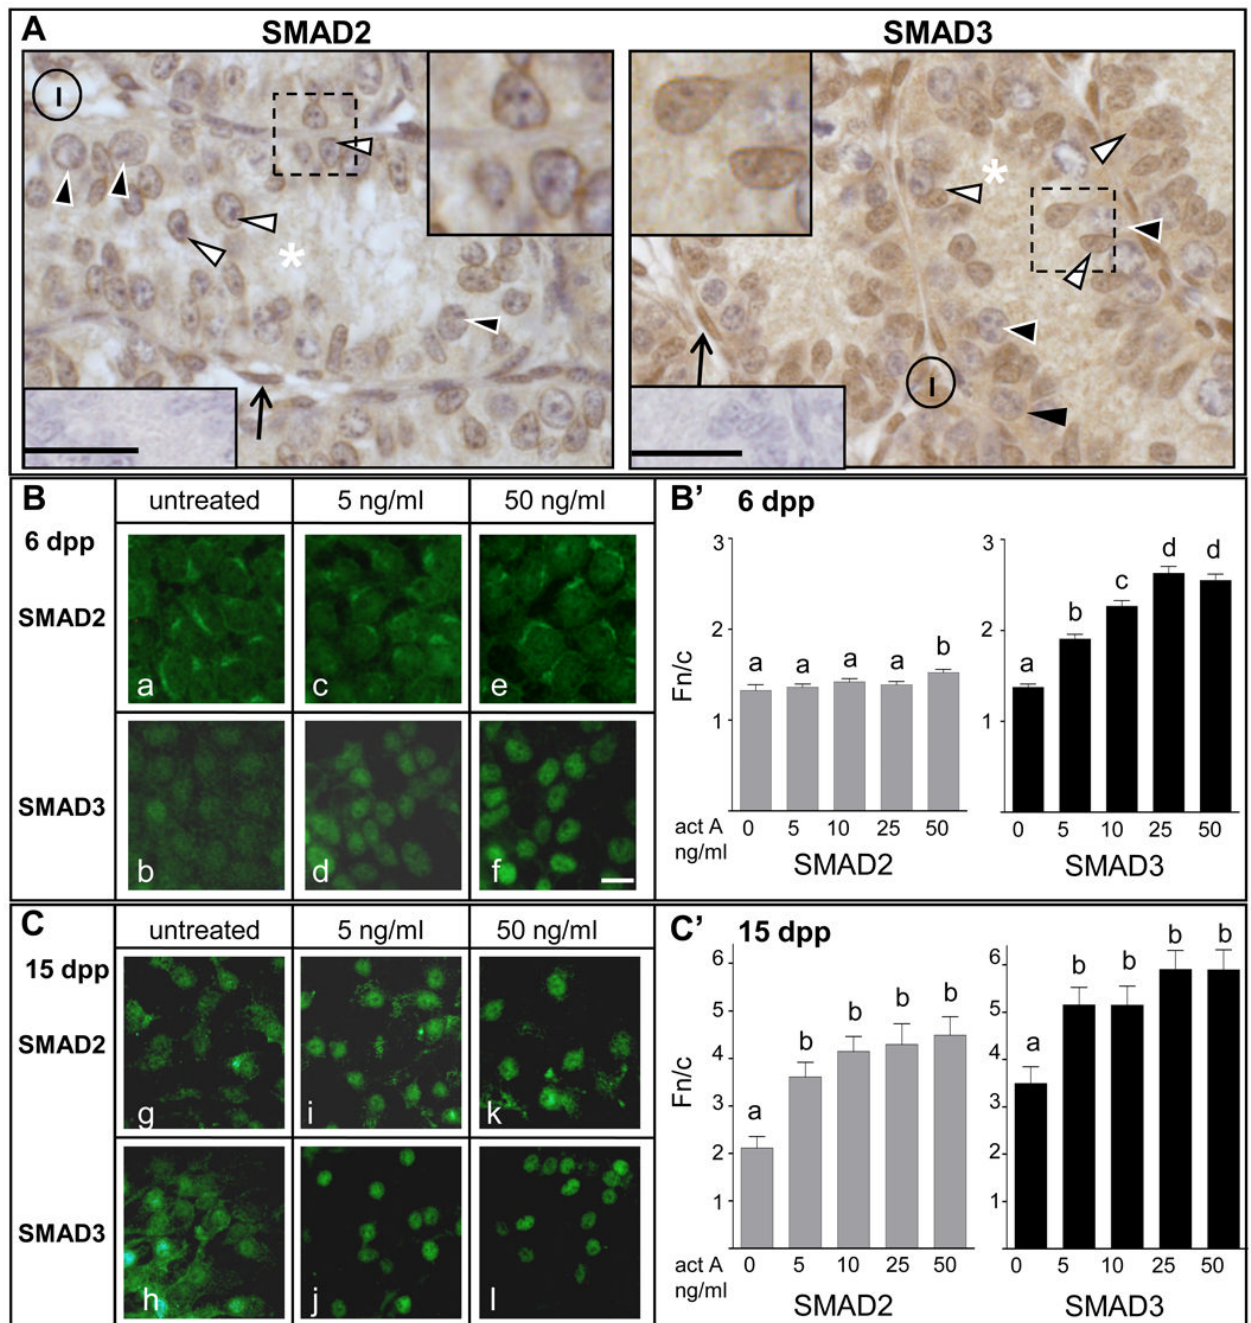 A
SMAD2
SMAD3
I
*
*
I
B
untreated
5 ng/ml
50 ng/ml
6 dpp
SMAD2
a
c
e
SMAD3
b
d
f
B’ 6 dpp
3
2
1
Fn/c
a
a
a
a
b
act A
ng/ml
0
5
10
25
50
SMAD2
3
2
1
a
b
c
d
d
0
5
10
25
50
SMAD3
C
untreated
5 ng/ml
50 ng/ml
15 dpp
SMAD2
g
i
k
SMAD3
h
j
l
C’ 15 dpp
6
5
4
3
2
1
Fn/c
a
b
b
b
b
act A
ng/ml
0
5
10
25
50
SMAD2
6
5
4
3
2
1
a
b
b
b
b
0
5
10
25
50
SMAD3